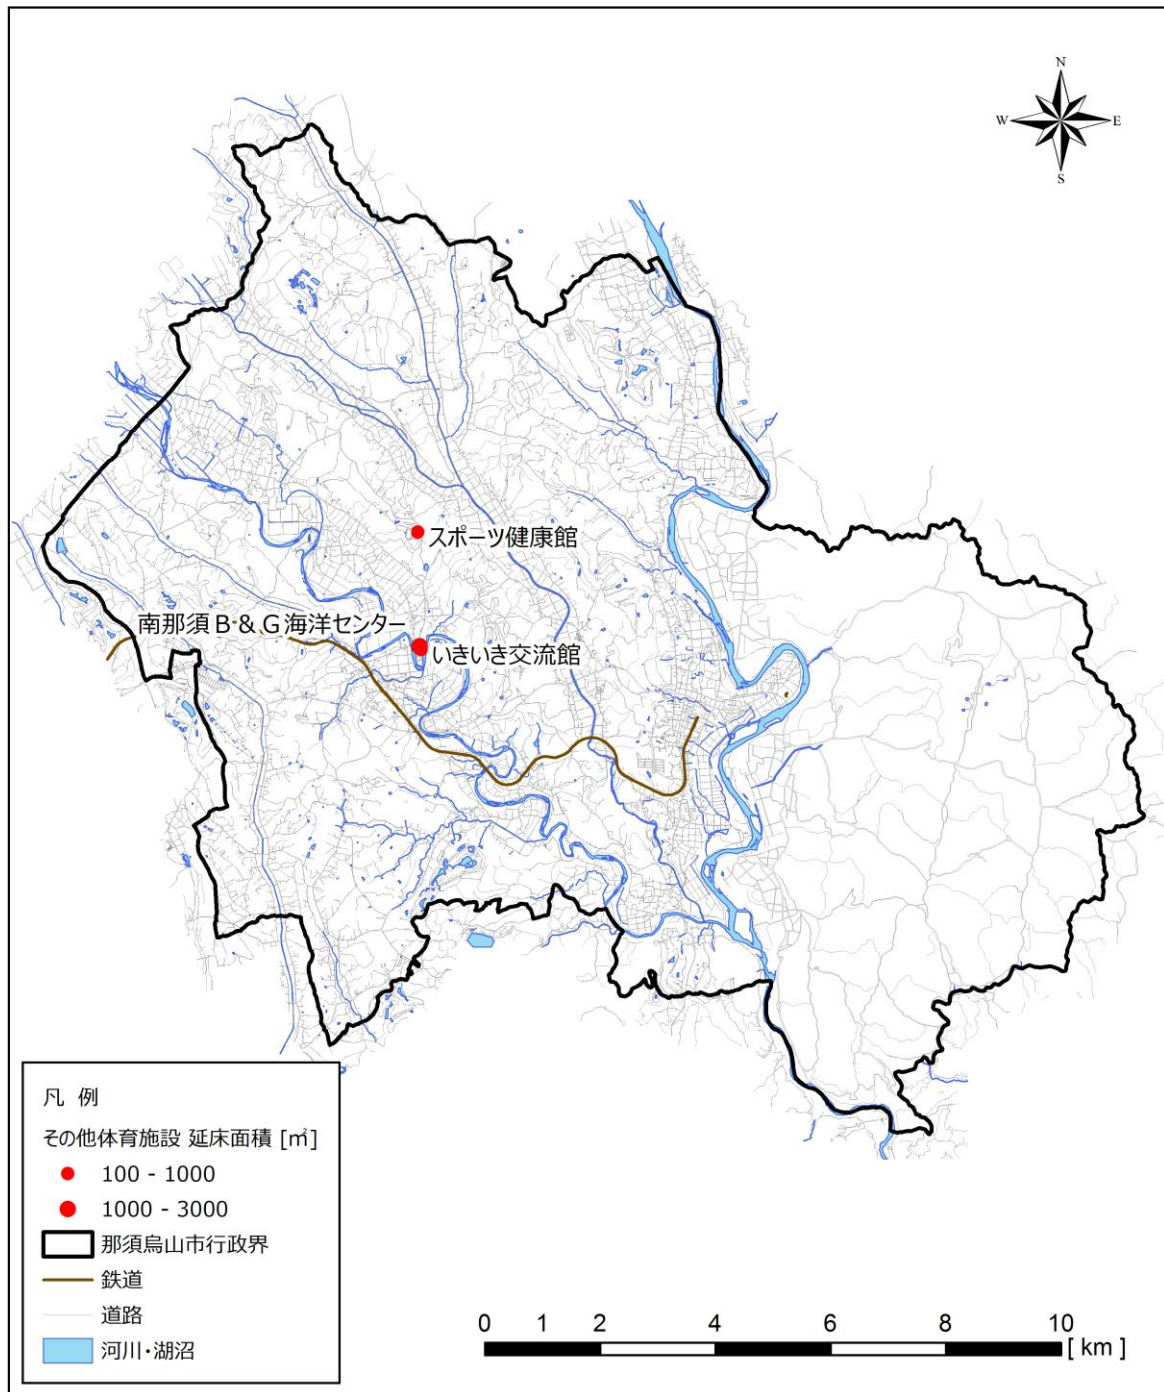 N
W
E
S
スポーツ健康館
南那須B＆G海洋センター
いきいき交流館
凡 例
その他体育施設 延床面積 [㎡]
100 - 1000
1000 - 3000
那須烏山市行政界
鉄道
道路
河川・湖沼
0 1 2 4 6 8 10
[ km ]